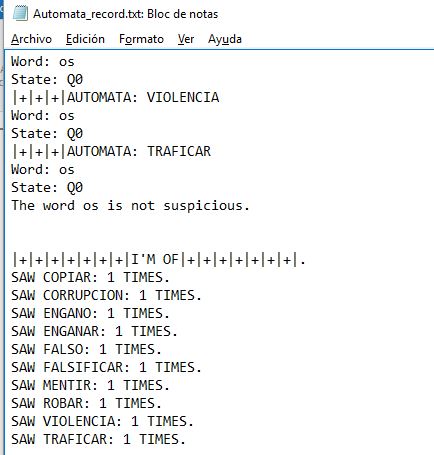 Automata_record.txt: Bloc de notas
Archivo Edición Formato Ver Ayuda
Word: os
State: Q0
|+|+|+|AUTOMATA: VIOLENCIA
Word: os
State: Q0
|+|+|+|AUTOMATA: TRAFICAR
Word: os
State: Q0
The word os is not suspicious.
|+|+|+|+|+|+|+|I'M OF|+|+|+|+|+|+|+|.
SAW COPIAR: 1 TIMES.
SAW CORRUPCION: 1 TIMES.
SAW ENGANO: 1 TIMES.
SAW ENGANAR: 1 TIMES.
SAW FALSO: 1 TIMES.
SAW FALSIFICAR: 1 TIMES.
SAW MENTIR: 1 TIMES.
SAW ROBAR: 1 TIMES.
SAW VIOLENCIA: 1 TIMES.
SAW TRAFICAR: 1 TIMES.